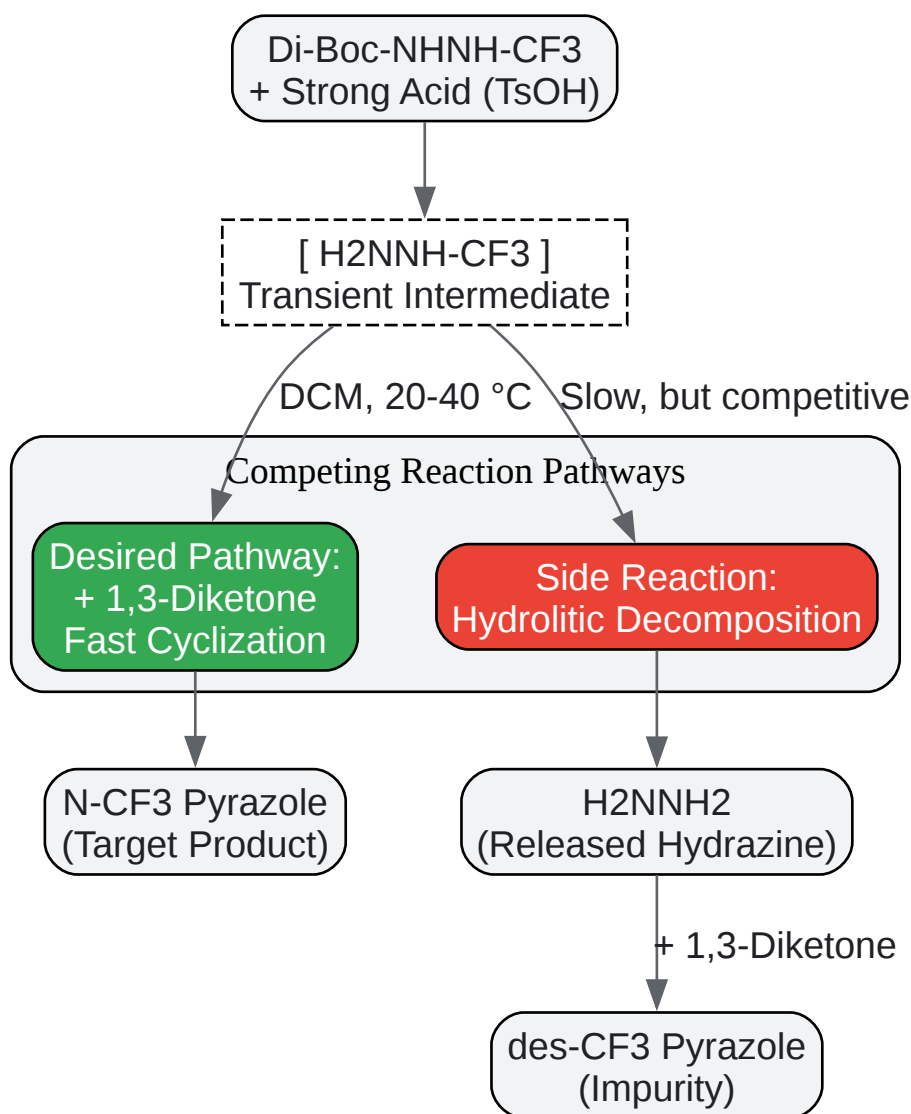 Di-Boc-NHNH-CF3
+ Strong Acid (TsOH)
[ H2NNH-CF3 ]
Transient Intermediate
DCM, 20-40 °C
Slow, but competitive
Competing Reaction Pathways
Desired Pathway:
+ 1,3-Diketone
Fast Cyclization
Side Reaction:
Hydrolitic Decomposition
N-CF3 Pyrazole
(Target Product)
H2NNH2
(Released Hydrazine)
+ 1,3-Diketone
des-CF3 Pyrazole
(Impurity)